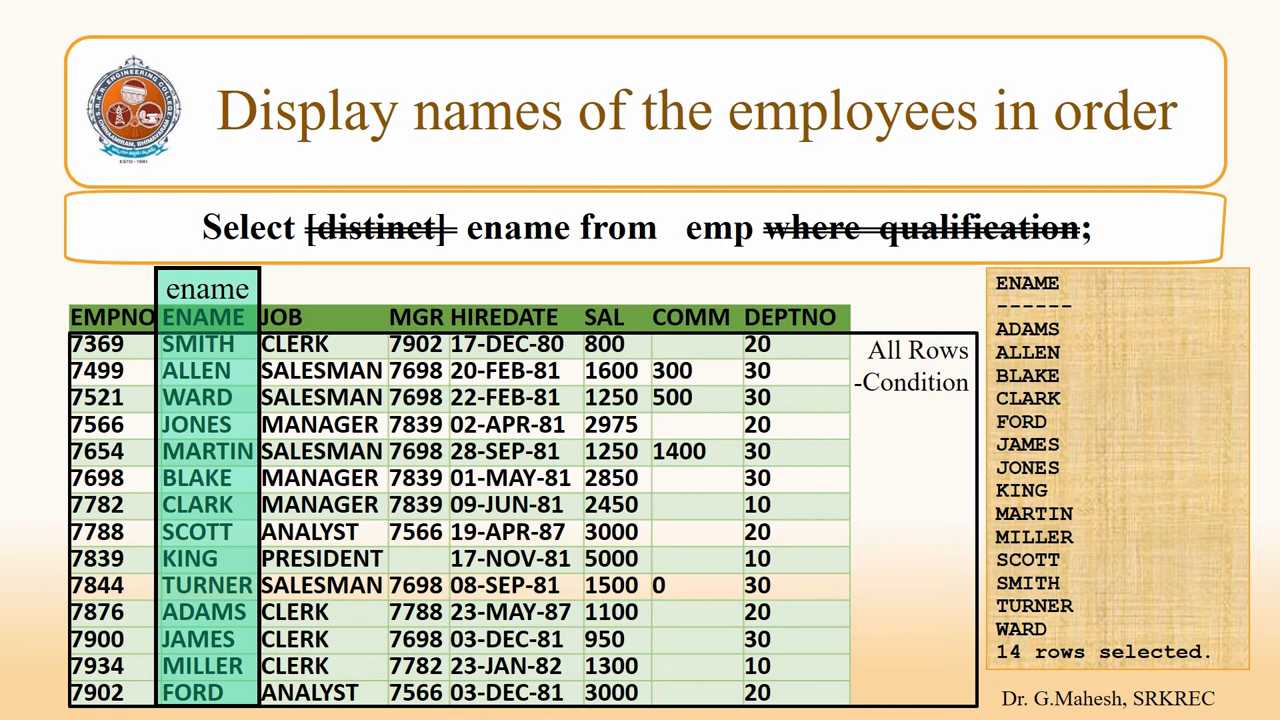 Display names of the employees in order
Select [distinct] ename from emp where qualification;
ename
EMPNO ENAME JOB MGR HIREDATE SAL COMM DEPTNO
7369 SMITH CLERK 7902 17-DEC-80 800 20
7499 ALLEN SALESMAN 7698 20-FEB-81 1600 300 30
7521 WARD SALESMAN 7698 22-FEB-81 1250 500 30
7566 JONES MANAGER 7839 02-APR-81 2975 20
7654 MARTIN SALESMAN 7698 28-SEP-81 1250 1400 30
7698 BLAKE MANAGER 7839 01-MAY-81 2850 30
7782 CLARK MANAGER 7839 09-JUN-81 2450 10
7788 SCOTT ANALYST 7566 19-APR-87 3000 20
7839 KING PRESIDENT 17-NOV-81 5000 10
7844 TURNER SALESMAN 7698 08-SEP-81 1500 0 30
7876 ADAMS CLERK 7788 23-MAY-87 1100 20
7900 JAMES CLERK 7698 03-DEC-81 950 30
7934 MILLER CLERK 7782 23-JAN-82 1300 10
7902 FORD ANALYST 7566 03-DEC-81 3000 20
All Rows
-Condition
ENAME
------
ADAMS
ALLEN
BLAKE
CLARK
FORD
JAMES
JONES
KING
MARTIN
MILLER
SCOTT
SMITH
TURNER
WARD
14 rows selected.
Dr. G.Mahesh, SRKREC